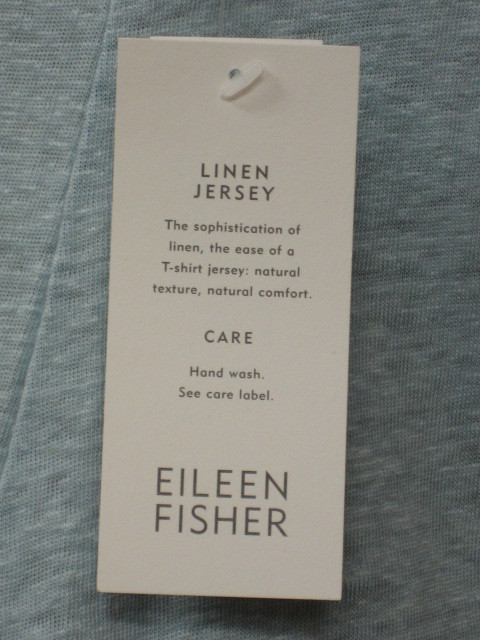 LINEN
JERSEY
The sophistication of
linen, the ease of a
T-shirt jersey: natural
texture, natural comfort.
CARE
Hand wash.
See care label.
EILEEN
FISHER